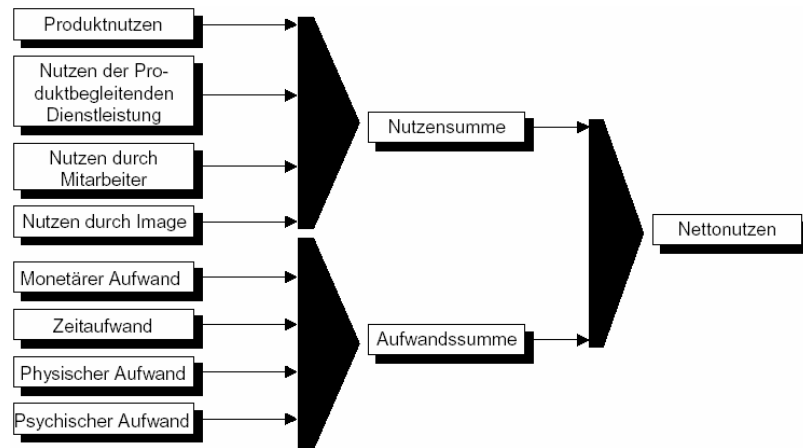 Produktnutzen
Nutzen der Pro-
duktbegleitenden
Dienstleistung
Nutzen durch
Mitarbeiter
Nutzen durch Image
Monetärer Aufwand
Zeitaufwand
Physischer Aufwand
Psychischer Aufwand
Nutzensumme
Aufwandssumme
Nettonutzen